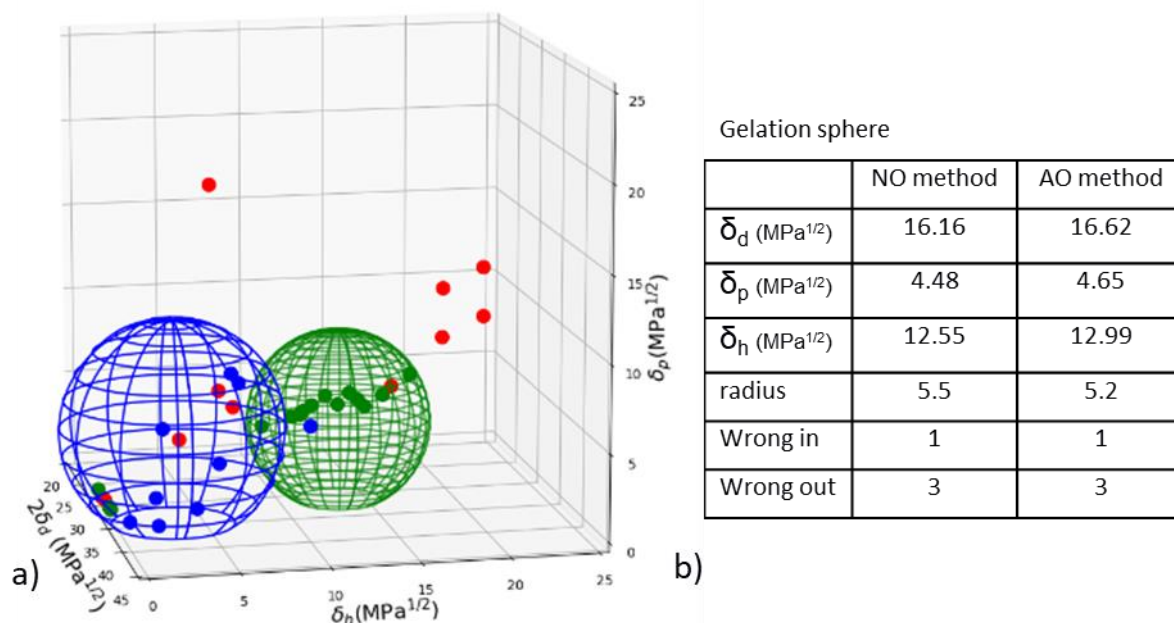 25
20
15
10
5
0
δp(MPa1/2)
20
25
30
35
40
45
2δd (MPa1/2)
0
5
10
15
20
25
δh(MPa1/2)
a)
b)
Gelation sphere
NO method AO method
δd (MPa1/2) 16.16 16.62
δp (MPa1/2) 4.48 4.65
δh (MPa1/2) 12.55 12.99
radius 5.5 5.2
Wrong in 1 1
Wrong out 3 3